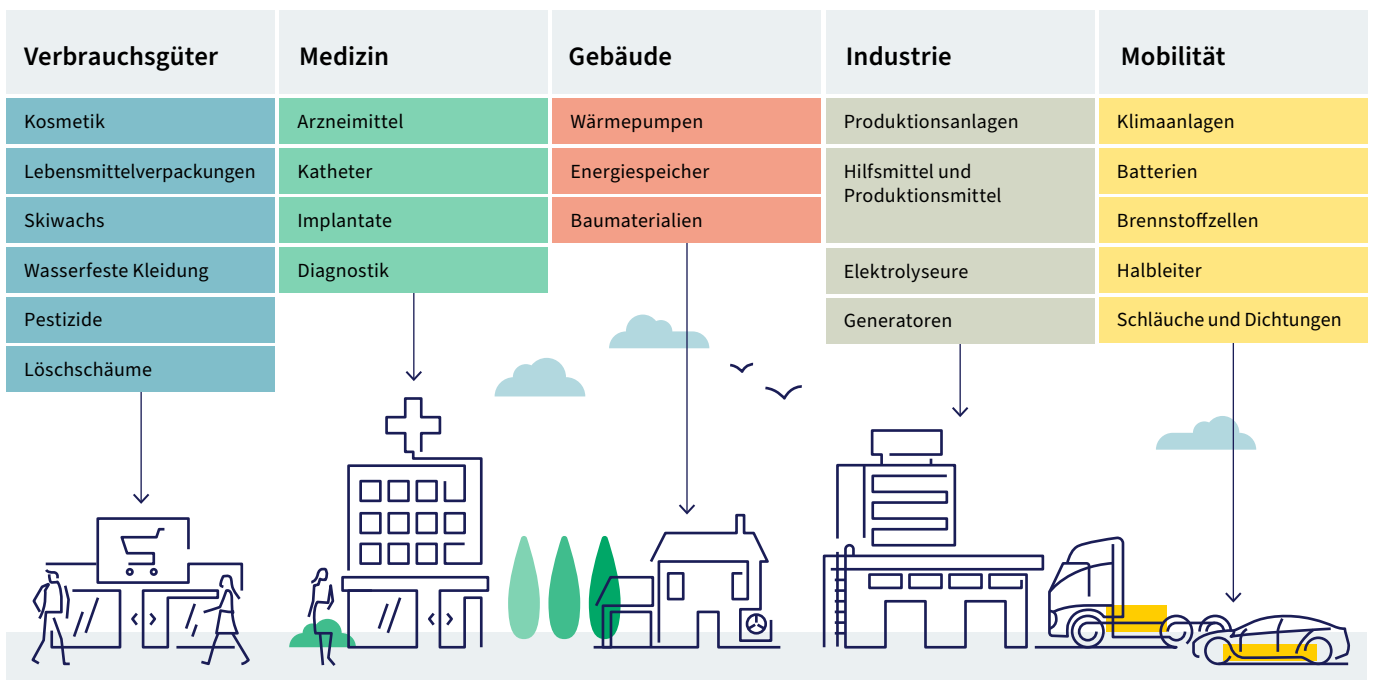 Verbrauchsgüter
Kosmetik
Lebensmittelverpackungen
Skiwachs
Wasserfeste Kleidung
Pestizide
Löschschäume
Medizin
Arzneimittel
Katheter
Implantate
Diagnostik
Gebäude
Wärmepumpen
Energiespeicher
Baumaterialien
Industrie
Produktionsanlagen
Hilfsmittel und
Produktionsmittel
Elektrolyseure
Generatoren
Mobilität
Klimaanlagen
Batterien
Brennstoffzellen
Halbleiter
Schläuche und Dichtungen